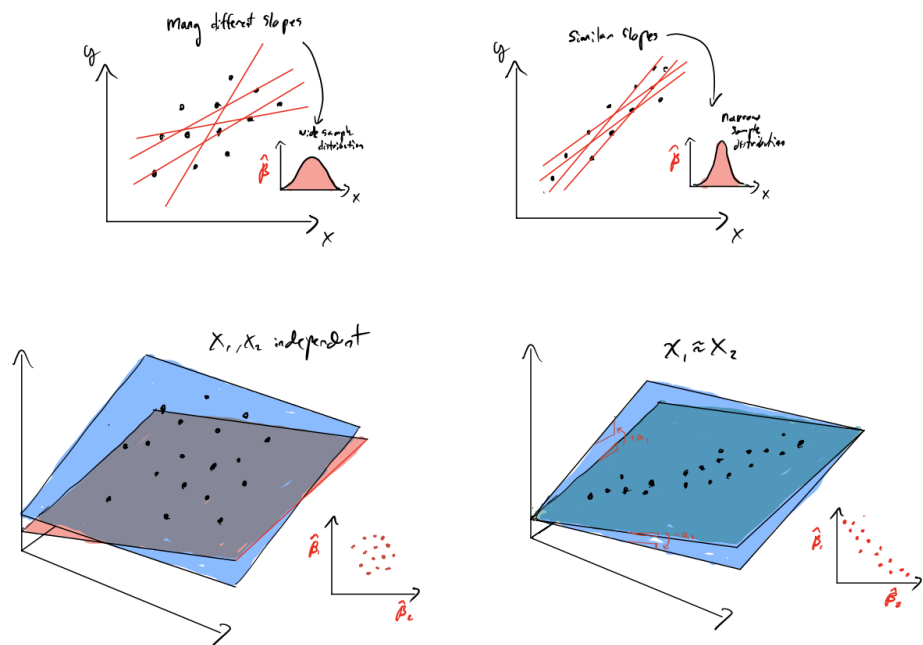 Many different slopes
y
wide sample
distribution
β̂
x
x
Similar slopes
y
narrow
sample
distribution
β̂
x
x
X₁, X₂ independent
β̂₁
β̂₂
X₁ ≈ X₂
β̂₁
β̂₂